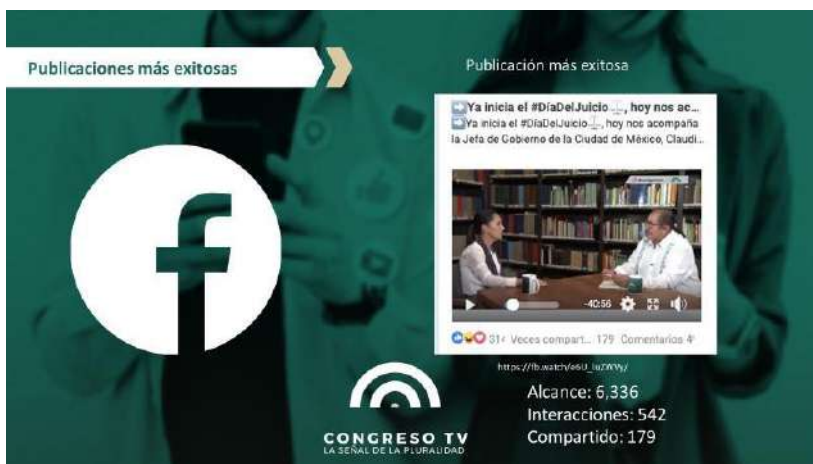 Publicaciones más exitosas
Publicación más exitosa
Ya inicia el #DíaDelJuicio, hoy nos ac...
Ya inicia el #DíaDelJuicio, hoy nos acompaña
la Jefa de Gobierno de la Ciudad de México, Claudi...
-40:56
314 Veces compart... 179 Comentarios
Alcance: 6,336
Interacciones: 542
Compartido: 179
CONGRESO TV
LA SEÑAL DE LA PLURALIDAD